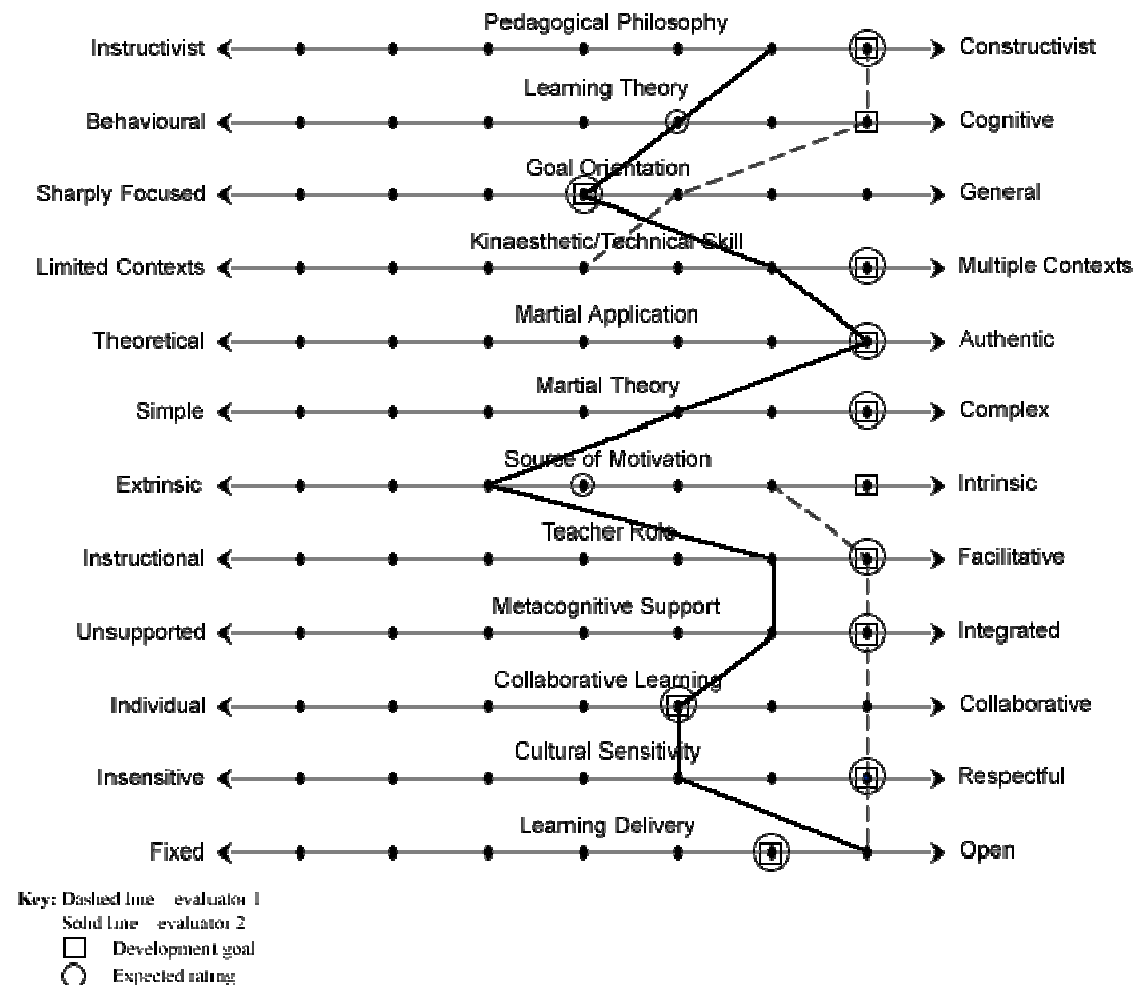 Pedagogical Philosophy
Instructivist Constructivist
Learning Theory
Behavioural Cognitive
Goal Orientation
Sharply Focused General
Kinaesthetic/Technical Skill
Limited Contexts Multiple Contexts
Martial Application
Theoretical Authentic
Martial Theory
Simple Complex
Source of Motivation
Extrinsic Intrinsic
Teacher Role
Instructional Facilitative
Metacognitive Support
Unsupported Integrated
Collaborative Learning
Individual Collaborative
Cultural Sensitivity
Insensitive Respectful
Learning Delivery
Fixed Open
Key: Dashed line evaluator 1
Solid line evaluator 2
Development goal
Expected rating